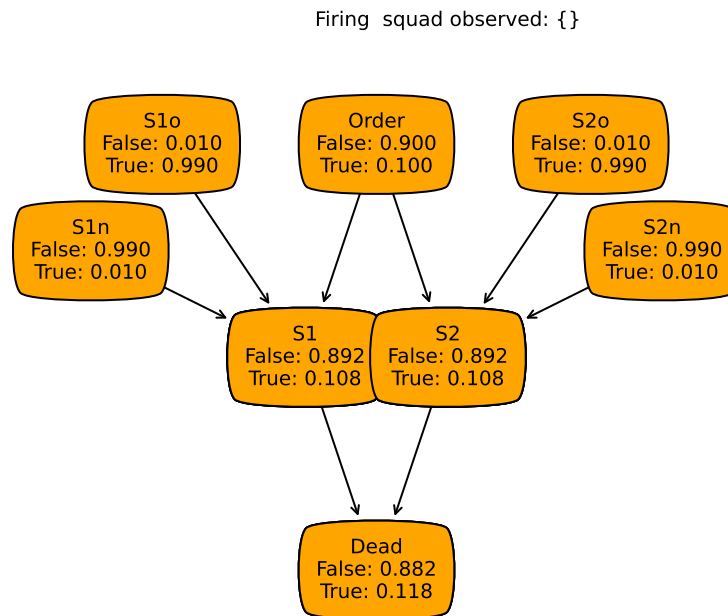 Firing  squad observed: {}
S1o
False: 0.010
True: 0.990
Order
False: 0.900
True: 0.100
S2o
False: 0.010
True: 0.990
S1n
False: 0.990
True: 0.010
S2n
False: 0.990
True: 0.010
S1
False: 0.892
True: 0.108
S2
False: 0.892
True: 0.108
Dead
False: 0.882
True: 0.118